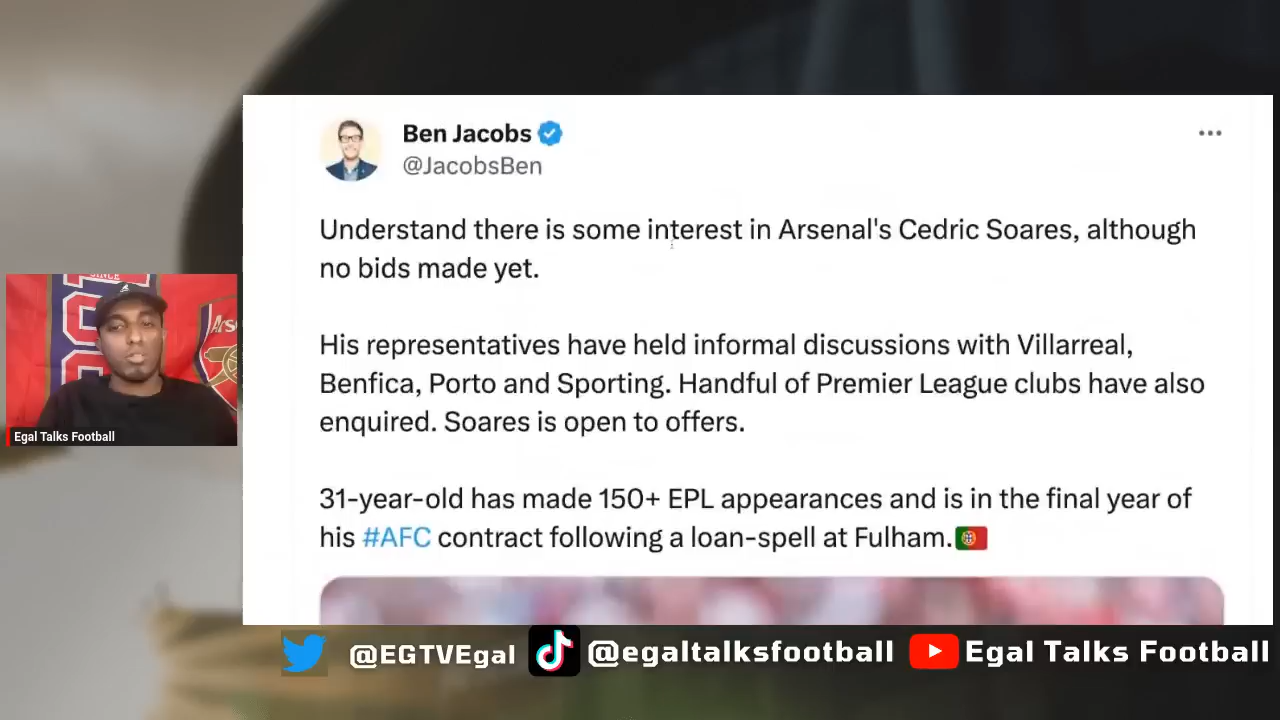 Ben Jacobs
@JacobsBen
Understand there is some interest in Arsenal's Cedric Soares, although
no bids made yet.
His representatives have held informal discussions with Villarreal,
Benfica, Porto and Sporting. Handful of Premier League clubs have also
enquired. Soares is open to offers.
31-year-old has made 150+ EPL appearances and is in the final year of
his #AFC contract following a loan-spell at Fulham.
SINCE
Arse
Egal Talks Football
@EGTVEgal @egaltalksfootball Egal Talks Football